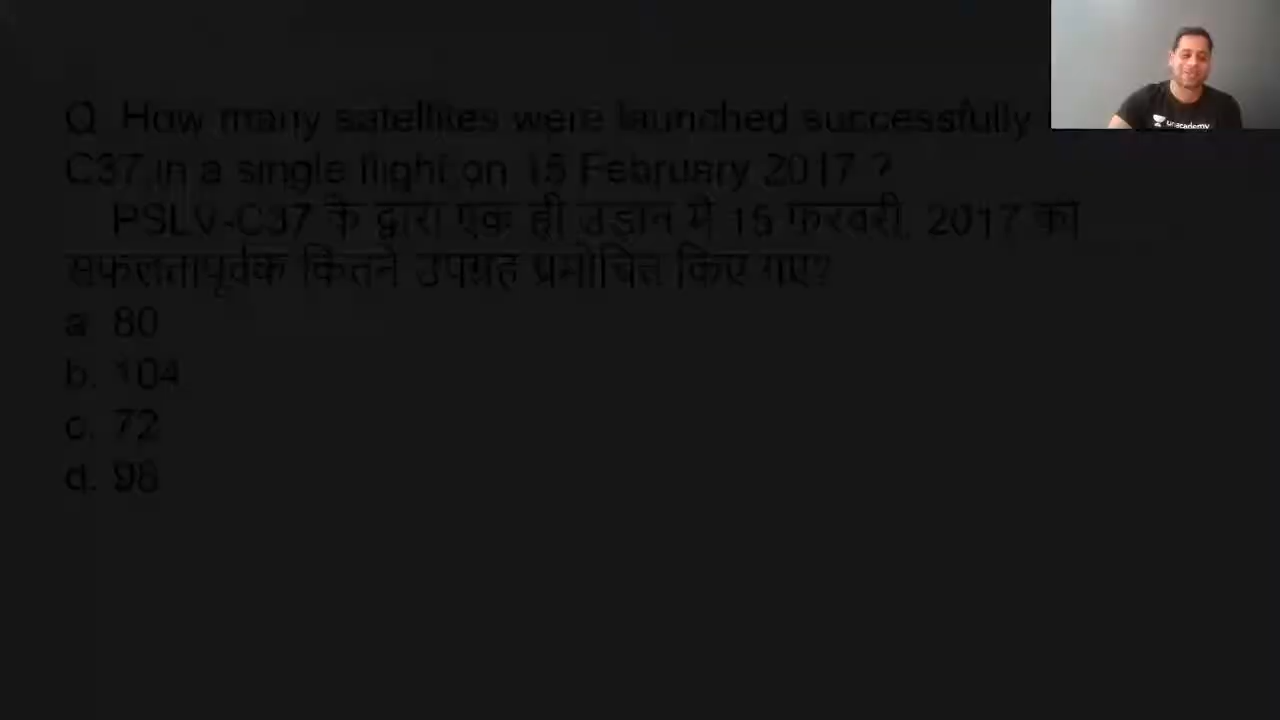 Q. How many satellites were launched successfully
C37 in a single flight on 15 February 2017 ?
PSLV-C37 के द्वारा एक ही उड़ान में 15 फरवरी, 2017 को
सफलतापूर्वक कितने उपग्रह प्रमोचित किए गए?
a. 80
b. 104
c. 72
d. 98
unacademy